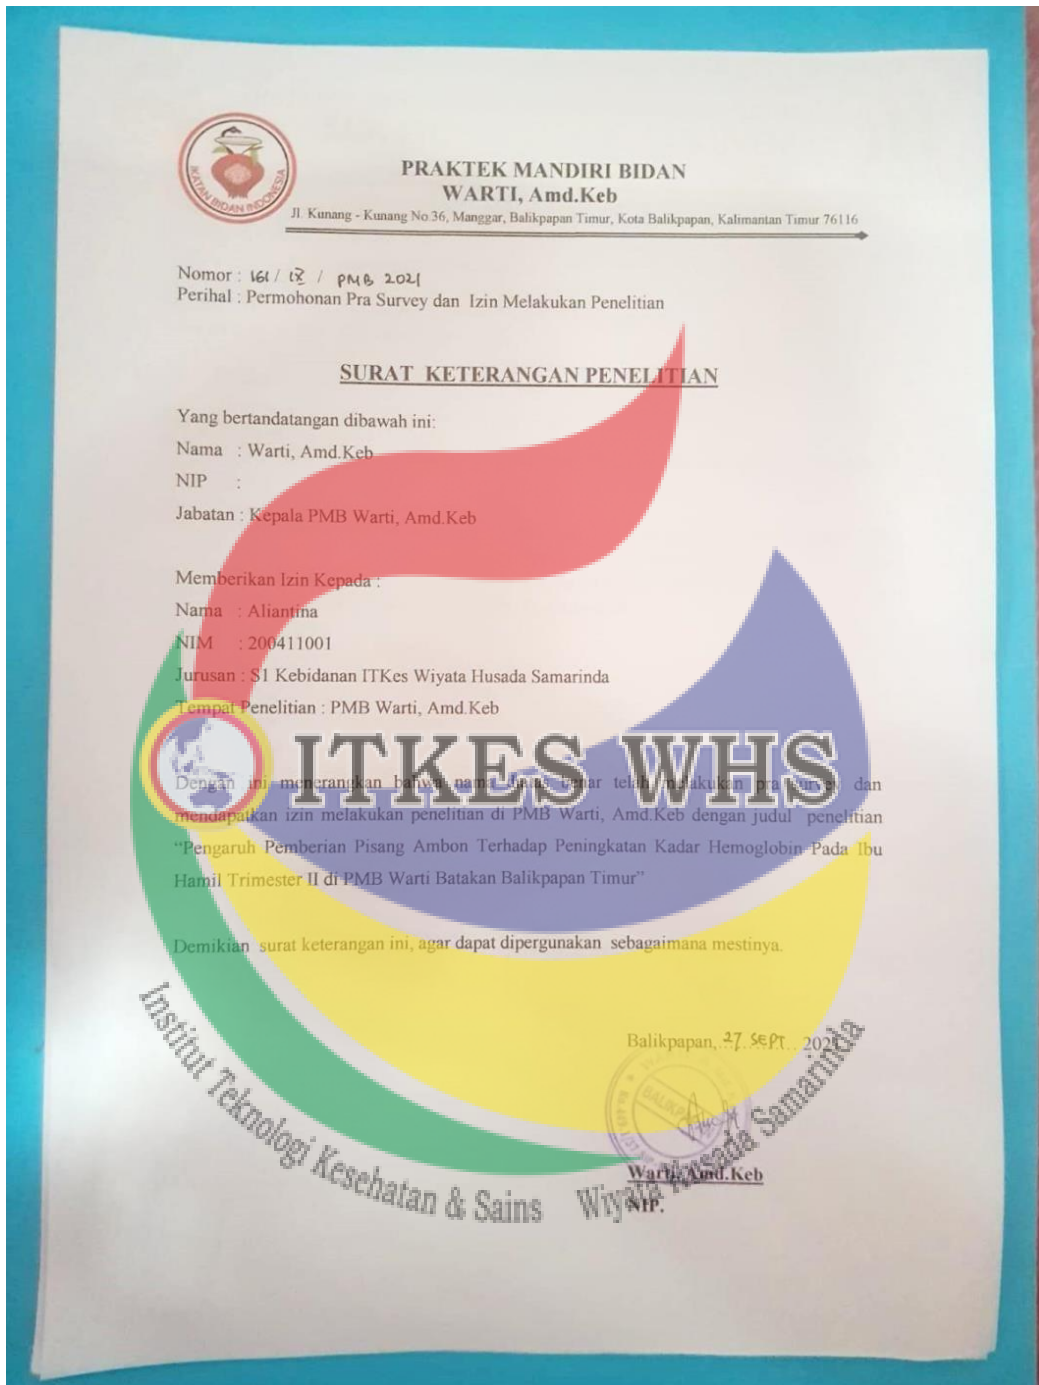 IKATAN BIDAN INDONESIA
PRAKTEK MANDIRI BIDAN
WARTI, Amd.Keb
Jl. Kunang - Kunang No 36, Manggar, Balikpapan Timur, Kota Balikpapan, Kalimantan Timur 76116
Nomor : 161 / IX / PMB 2021
Perihal : Permohonan Pra Survey dan Izin Melakukan Penelitian
SURAT KETERANGAN PENELITIAN
Yang bertandatangan dibawah ini:
Nama : Warti, Amd.Keb
NIP :
Jabatan : Kepala PMB Warti, Amd.Keb
Memberikan Izin Kepada :
Nama : Aliantina
NIM : 200411001
Jurusan : S1 Kebidanan ITKes Wiyata Husada Samarinda
Tempat Penelitian : PMB Warti, Amd.Keb
ITKES WHS
Dengan ini menerangkan bahwa nama diatas benar telah melakukan pra survey dan
mendapatkan izin melakukan penelitian di PMB Warti, Amd.Keb dengan judul penelitian
“Pengaruh Pemberian Pisang Ambon Terhadap Peningkatan Kadar Hemoglobin Pada Ibu
Hamil Trimester II di PMB Warti Batakan Balikpapan Timur”
Demikian surat keterangan ini, agar dapat dipergunakan sebagaimana mestinya.
Balikpapan, 27 SEPT 2021
Warti, Amd.Keb
NIP.
Institut Teknologi Kesehatan & Sains Wiyata Husada Samarinda